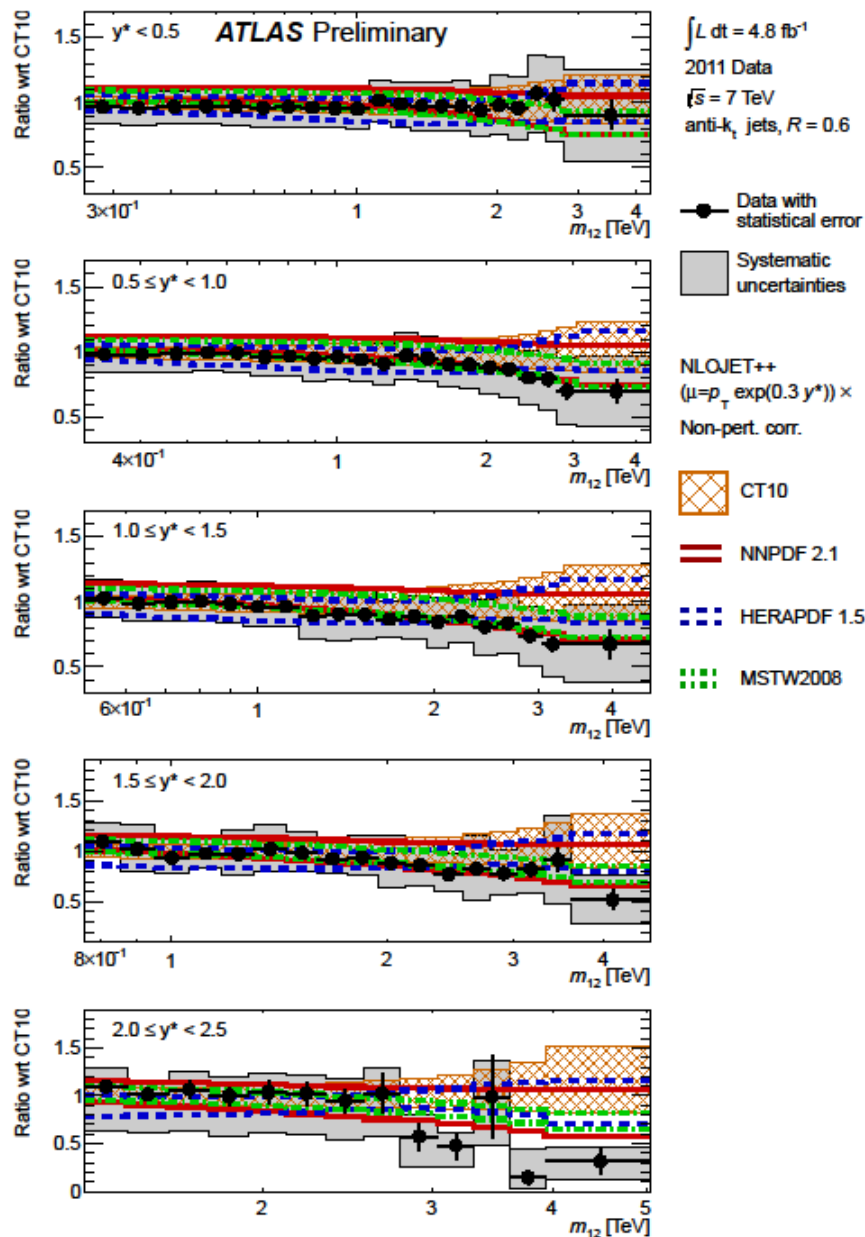 y* < 0.5 ATLAS Preliminary
Ratio wrt CT10
1.5
1
0.5
3×10⁻¹ 1 2 3 4
m₁₂ [TeV]
0.5 ≤ y* < 1.0
Ratio wrt CT10
1.5
1
0.5
4×10⁻¹ 1 2 3 4
m₁₂ [TeV]
1.0 ≤ y* < 1.5
Ratio wrt CT10
1.5
1
0.5
6×10⁻¹ 1 2 3 4
m₁₂ [TeV]
1.5 ≤ y* < 2.0
Ratio wrt CT10
1.5
1
0.5
8×10⁻¹ 1 2 3 4
m₁₂ [TeV]
2.0 ≤ y* < 2.5
Ratio wrt CT10
1.5
1
0.5
0
2 3 4 5
m₁₂ [TeV]
∫L dt = 4.8 fb⁻¹
2011 Data
√s = 7 TeV
anti-kₜ jets, R = 0.6
Data with
statistical error
Systematic
uncertainties
NLOJET++
(μ=p_T exp(0.3 y*)) ×
Non-pert. corr.
CT10
NNPDF 2.1
HERAPDF 1.5
MSTW2008